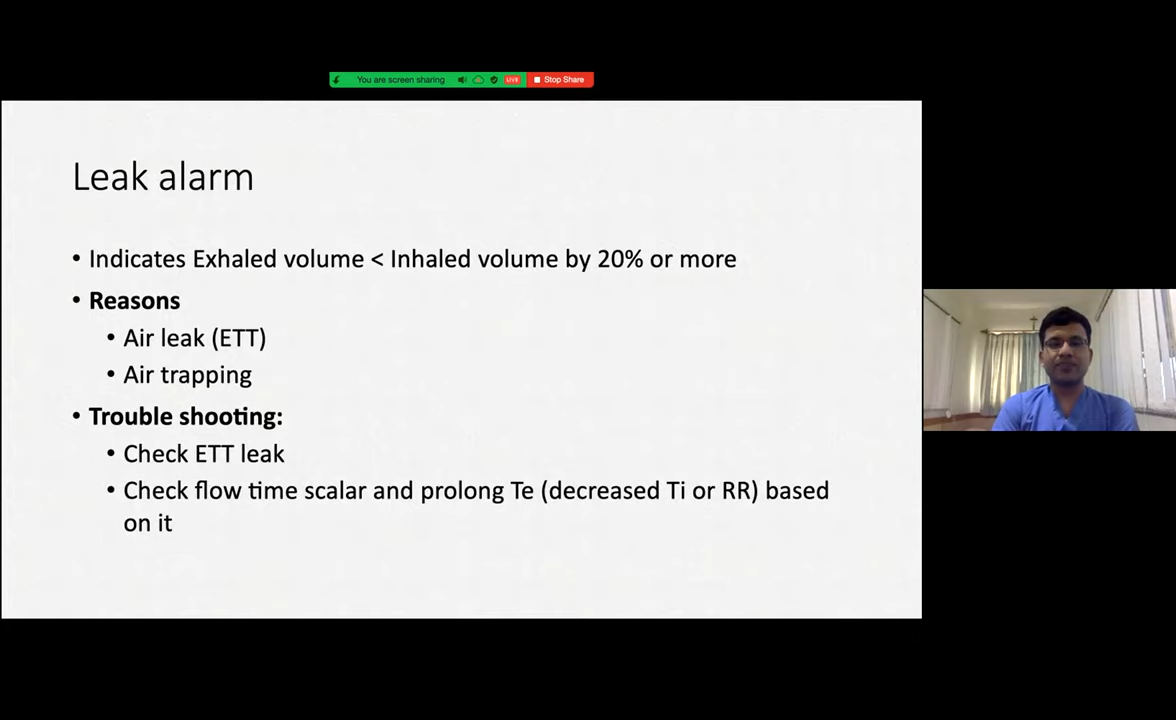 You are screen sharing LIVE Stop Share
Leak alarm
• Indicates Exhaled volume < Inhaled volume by 20% or more
• Reasons
• Air leak (ETT)
• Air trapping
• Trouble shooting:
• Check ETT leak
• Check flow time scalar and prolong Te (decreased Ti or RR) based
on it